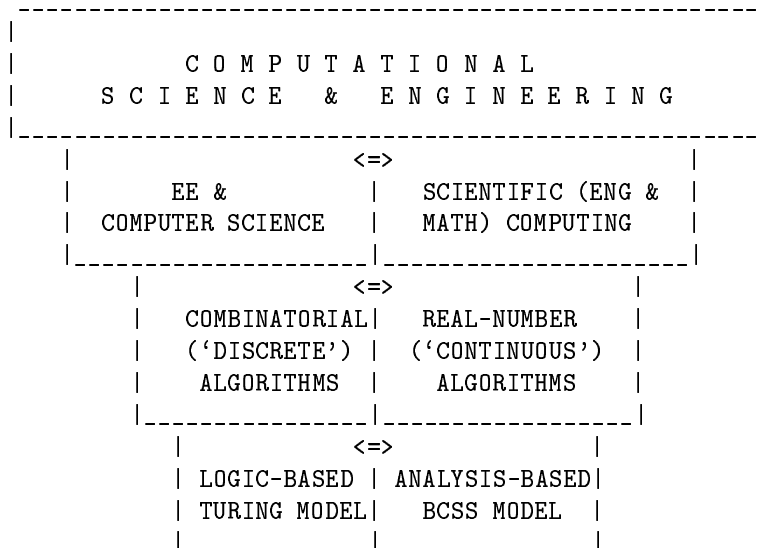 C O M P U T A T I O N A L
S C I E N C E & E N G I N E E R I N G
<=>
EE & | SCIENTIFIC (ENG &
COMPUTER SCIENCE | MATH) COMPUTING
<=>
COMBINATORIAL| REAL-NUMBER
(‘DISCRETE’) | (‘CONTINUOUS’)
ALGORITHMS | ALGORITHMS
<=>
LOGIC-BASED | ANALYSIS-BASED|
TURING MODEL| BCSS MODEL